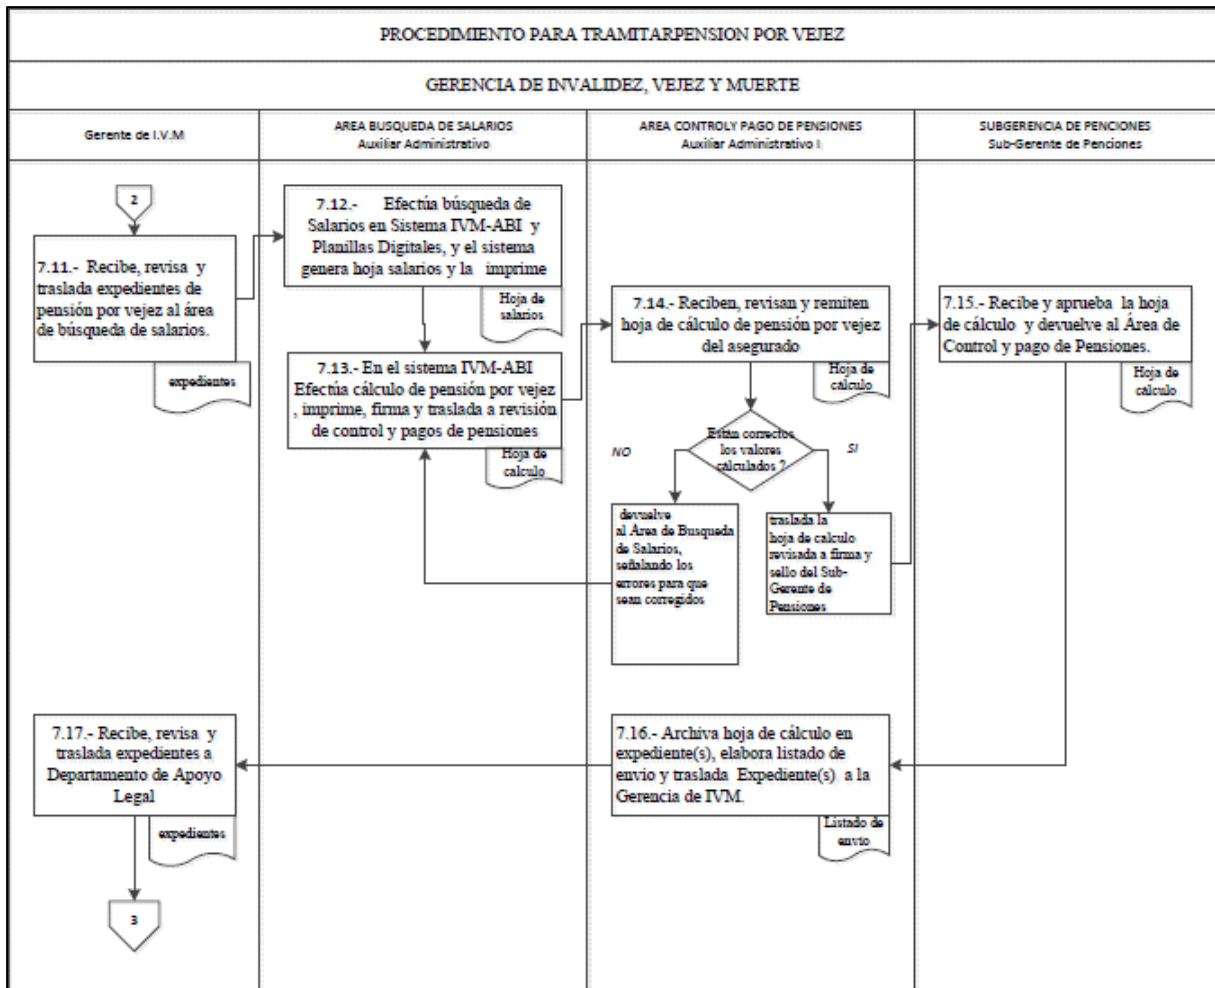 PROCEDIMIENTO PARA TRAMITARPENSION POR VEJEZ
GERENCIA DE INVALIDEZ, VEJEZ Y MUERTE
Gerente de I.V.M
AREA BUSQUEDA DE SALARIOS
Auxiliar Administrativo
AREA CONTROLY PAGO DE PENSIONES
Auxiliar Administrativo I
SUBGERENCIA DE PENCIONES
Sub-Gerente de Penciones
2
7.11.- Recibe, revisa y
traslada expedientes de
pensión por vejez al área
de búsqueda de salarios.
expedientes
7.12.- Efectúa búsqueda de
Salarios en Sistema IVM-ABI y
Planillas Digitales, y el sistema
genera hoja salarios y la imprime
Hoja de
salarios
7.13.- En el sistema IVM-ABI
Efectúa cálculo de pensión por vejez
, imprime, firma y traslada a revisión
de control y pagos de pensiones
Hoja de
calculo
7.14.- Reciben, revisan y remiten
hoja de cálculo de pensión por vejez
del asegurado
Hoja de
cálculo
Están correctos
los valores
cálculados ?
NO
SI
devuelve
al Área de Busqueda
de Salarios,
señalando los
errores para que
sean corregidos
traslada la
hoja de calculo
revisada a firma y
sello del Sub-
Gerente de
Pensiones
7.15.- Recibe y aprueba la hoja
de cálculo y devuelve al Área de
Control y pago de Pensiones.
Hoja de
cálculo
7.16.- Archiva hoja de cálculo en
expediente(s), elabora listado de
envio y traslada Expediente(s) a la
Gerencia de IVM.
Listado de
envío
7.17.- Recibe, revisa y
traslada expedientes a
Departamento de Apoyo
Legal
expedientes
3